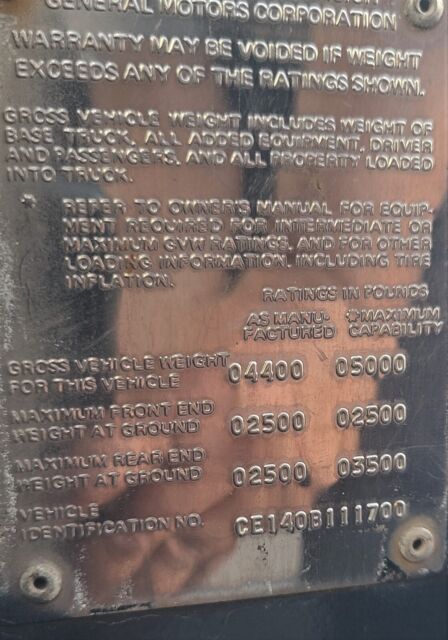 GENERAL MOTORS CORPORATION
WARRANTY MAY BE VOIDED IF WEIGHT
EXCEEDS ANY OF THE RATINGS SHOWN.
GROSS VEHICLE WEIGHT INCLUDES WEIGHT OF
BASE TRUCK, ALL ADDED EQUIPMENT, DRIVER
AND PASSENGERS, AND ALL PROPERTY LOADED
INTO TRUCK.
* REFER TO OWNER'S MANUAL FOR EQUIP-
MENT REQUIRED FOR INTERMEDIATE OR
MAXIMUM GVW RATINGS, AND FOR OTHER
LOADING INFORMATION, INCLUDING TIRE
INFLATION.
RATINGS IN POUNDS
AS MANU- *MAXIMUM
FACTURED CAPABILITY
GROSS VEHICLE WEIGHT
FOR THIS VEHICLE 04400 05000
MAXIMUM FRONT END
WEIGHT AT GROUND 02500 02500
MAXIMUM REAR END
WEIGHT AT GROUND 02500 03500
VEHICLE
IDENTIFICATION NO. CE140B111700